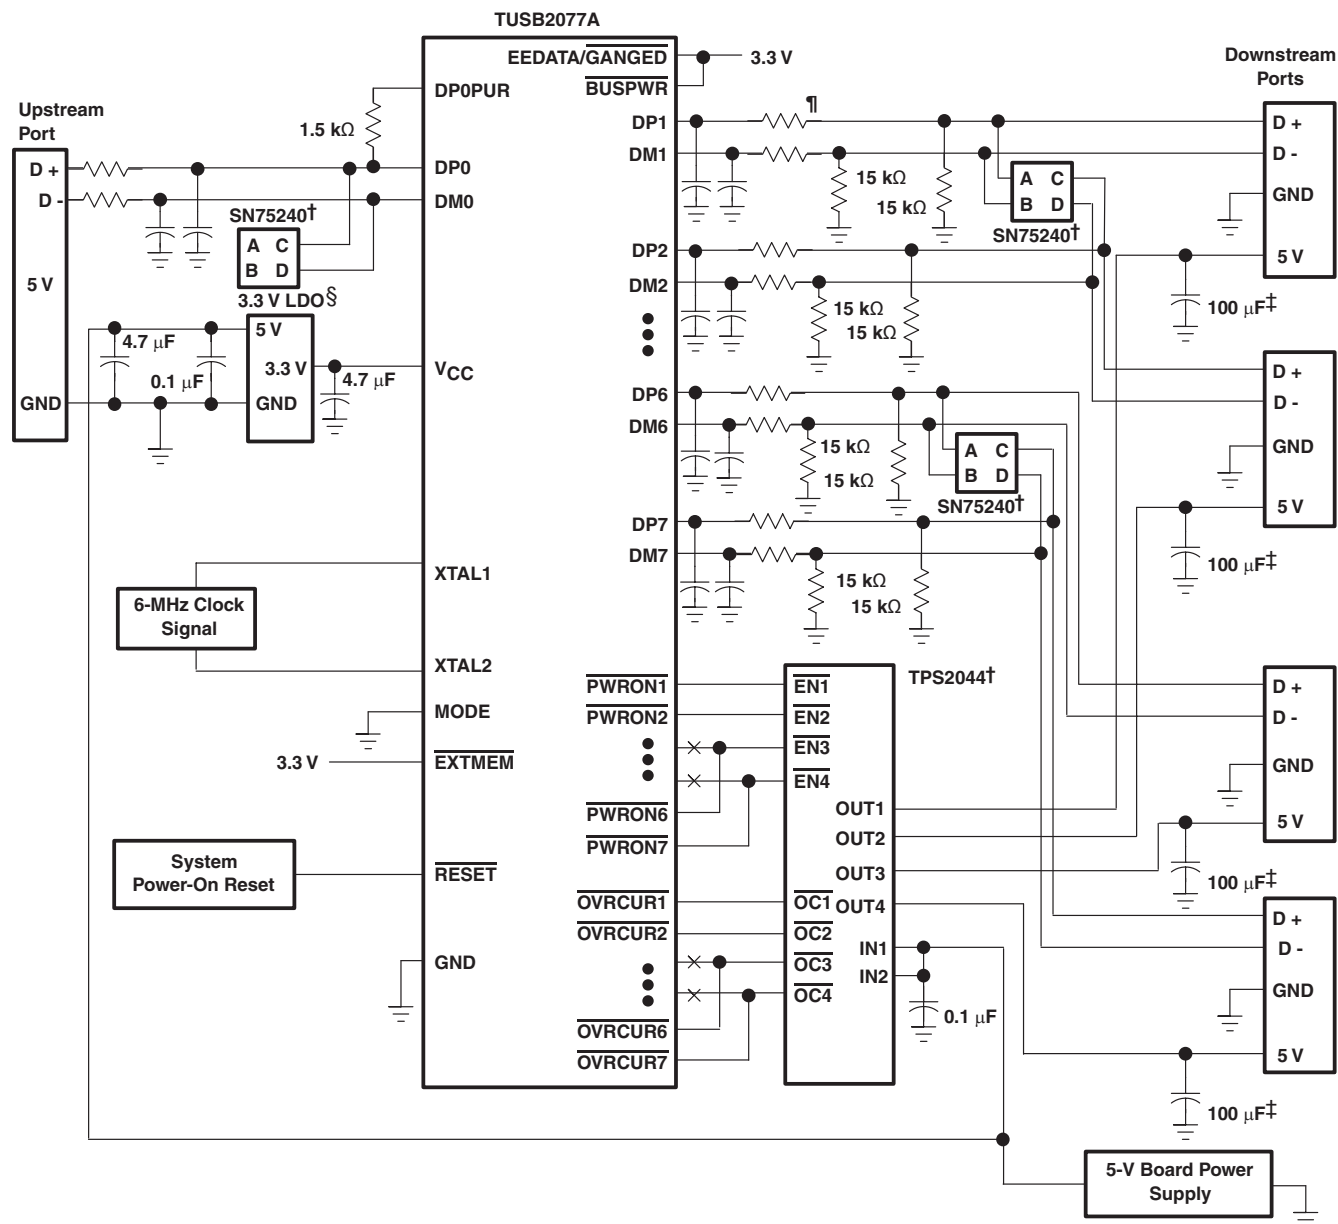 TUSB2077A
Upstream
Port
D +
D -
5 V
GND
1.5 kΩ
SN75240†
A C
B D
3.3 V LDO§
5 V
3.3 V
GND
4.7 μF
0.1 μF
4.7 μF
6-MHz Clock
Signal
3.3 V
System
Power-On Reset
DP0PUR
DP0
DM0
VCC
XTAL1
XTAL2
MODE
EXTMEM
RESET
GND
EEDATA/GANGED
BUSPWR
3.3 V
DP1
DM1
DP2
DM2
DP6
DM6
DP7
DM7
PWRON1
PWRON2
PWRON6
PWRON7
OVRCUR1
OVRCUR2
OVRCUR6
OVRCUR7
¶
15 kΩ
15 kΩ
A C
B D
SN75240†
15 kΩ
15 kΩ
15 kΩ
15 kΩ
A C
B D
SN75240†
15 kΩ
15 kΩ
TPS2044†
EN1
EN2
EN3
EN4
OUT1
OUT2
OUT3
OC1 OUT4
OC2
IN1
OC3
IN2
OC4
0.1 μF
Downstream
Ports
D +
D -
GND
5 V
100 μF‡
D +
D -
GND
5 V
100 μF‡
D +
D -
GND
5 V
100 μF‡
D +
D -
GND
5 V
100 μF‡
5-V Board Power
Supply